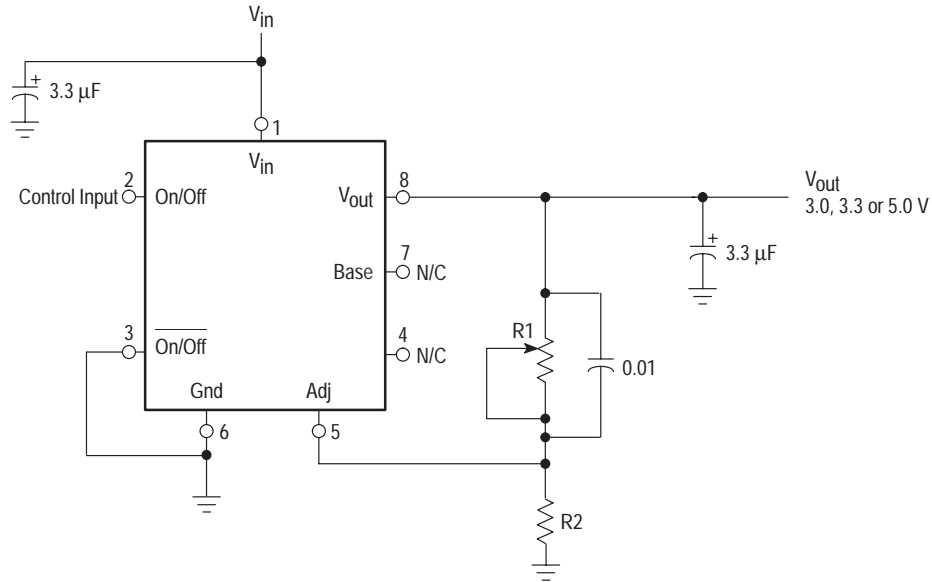 Vin
+
3.3 μF
1
Vin
2
Control Input
On/Off
Vout
8
Vout
3.0, 3.3 or 5.0 V
+
3.3 μF
7
Base
N/C
3
On/Off
4
N/C
R1
0.01
Gnd
Adj
6
5
R2